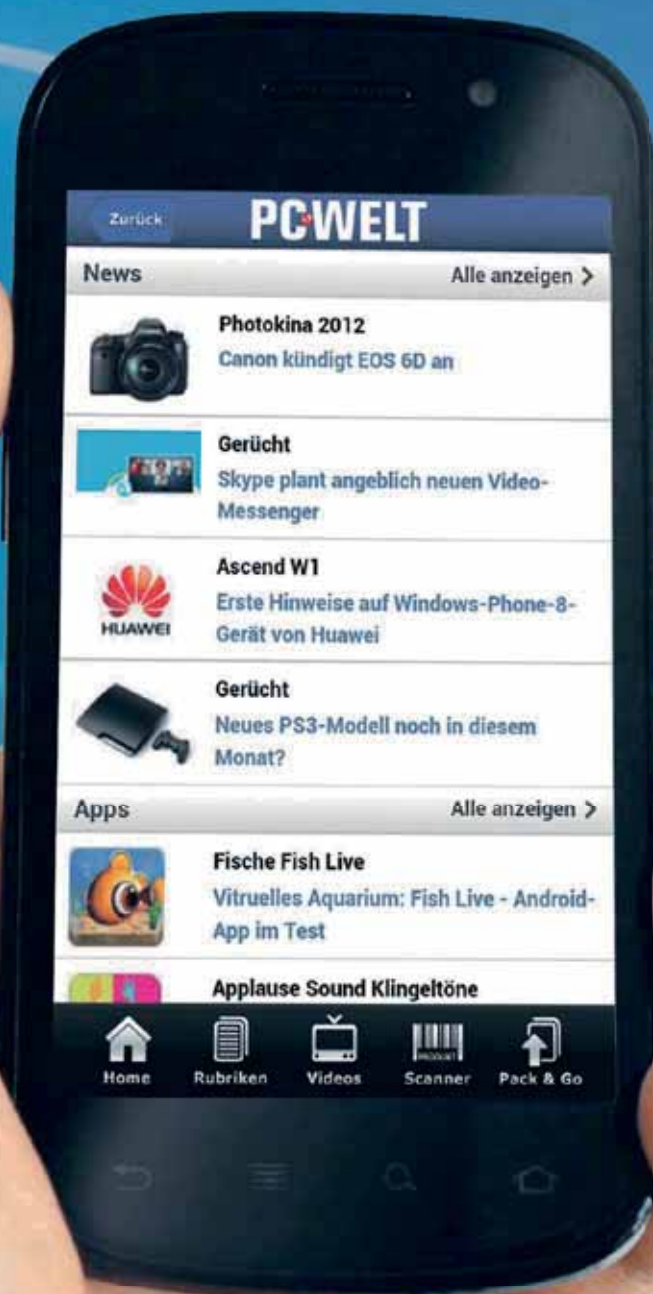 Zurück
PC WELT
News
Alle anzeigen >
Photokina 2012
Canon kündigt EOS 6D an
Gerücht
Skype plant angeblich neuen Video-
Messenger
HUAWEI
Ascend W1
Erste Hinweise auf Windows-Phone-8-
Gerät von Huawei
Gerücht
Neues PS3-Modell noch in diesem
Monat?
Apps
Alle anzeigen >
Fische Fish Live
Vitruelles Aquarium: Fish Live - Android-
App im Test
Applause Sound Klingeltöne
PRODUKT
Home
Rubriken
Videos
Scanner
Pack & Go